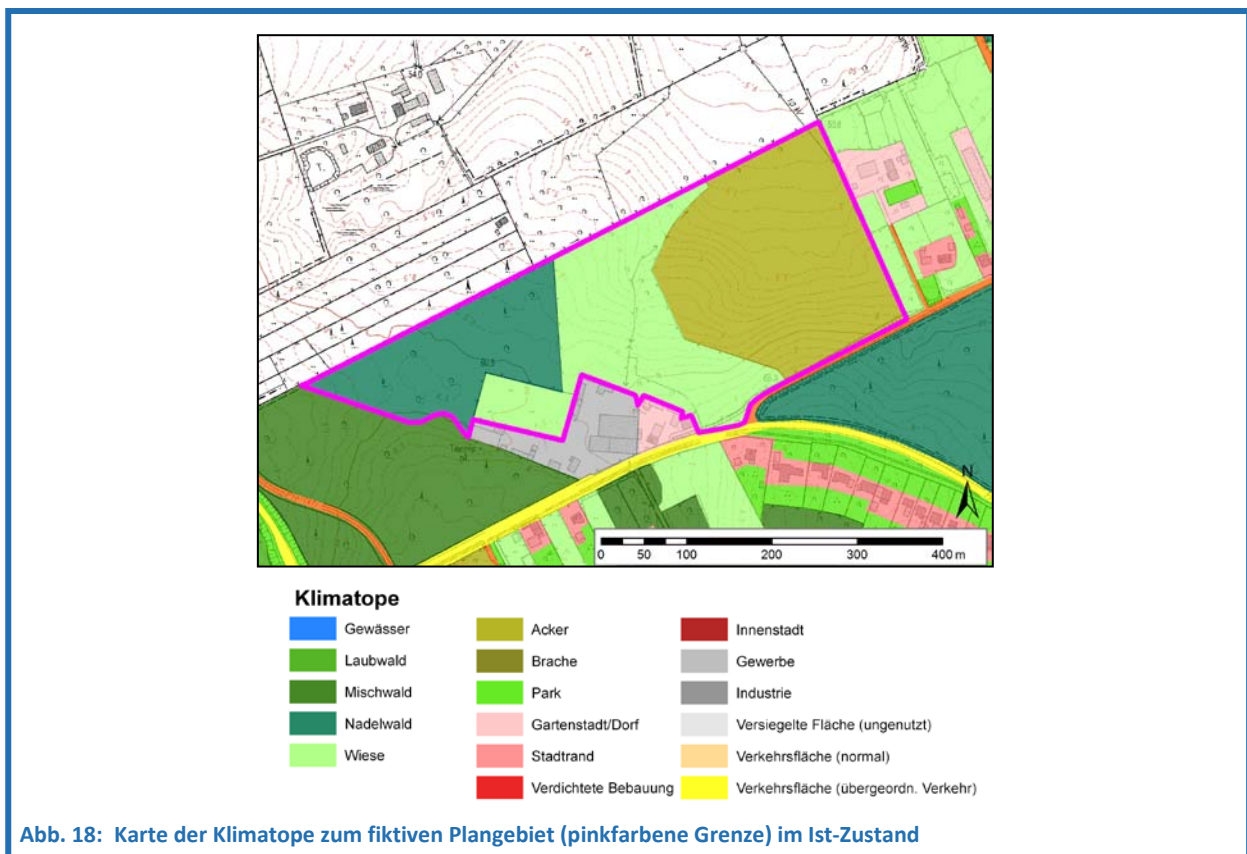 N
0 50 100 200 300 400 m
Klimatope
Gewässer
Laubwald
Mischwald
Nadelwald
Wiese
Acker
Brache
Park
Gartenstadt/Dorf
Stadtrand
Verdichtete Bebauung
Innenstadt
Gewerbe
Industrie
Versiegelte Fläche (ungenutzt)
Verkehrsfläche (normal)
Verkehrsfläche (übergeordn. Verkehr)
Abb. 18: Karte der Klimatope zum fiktiven Plangebiet (pinkfarbene Grenze) im Ist-Zustand